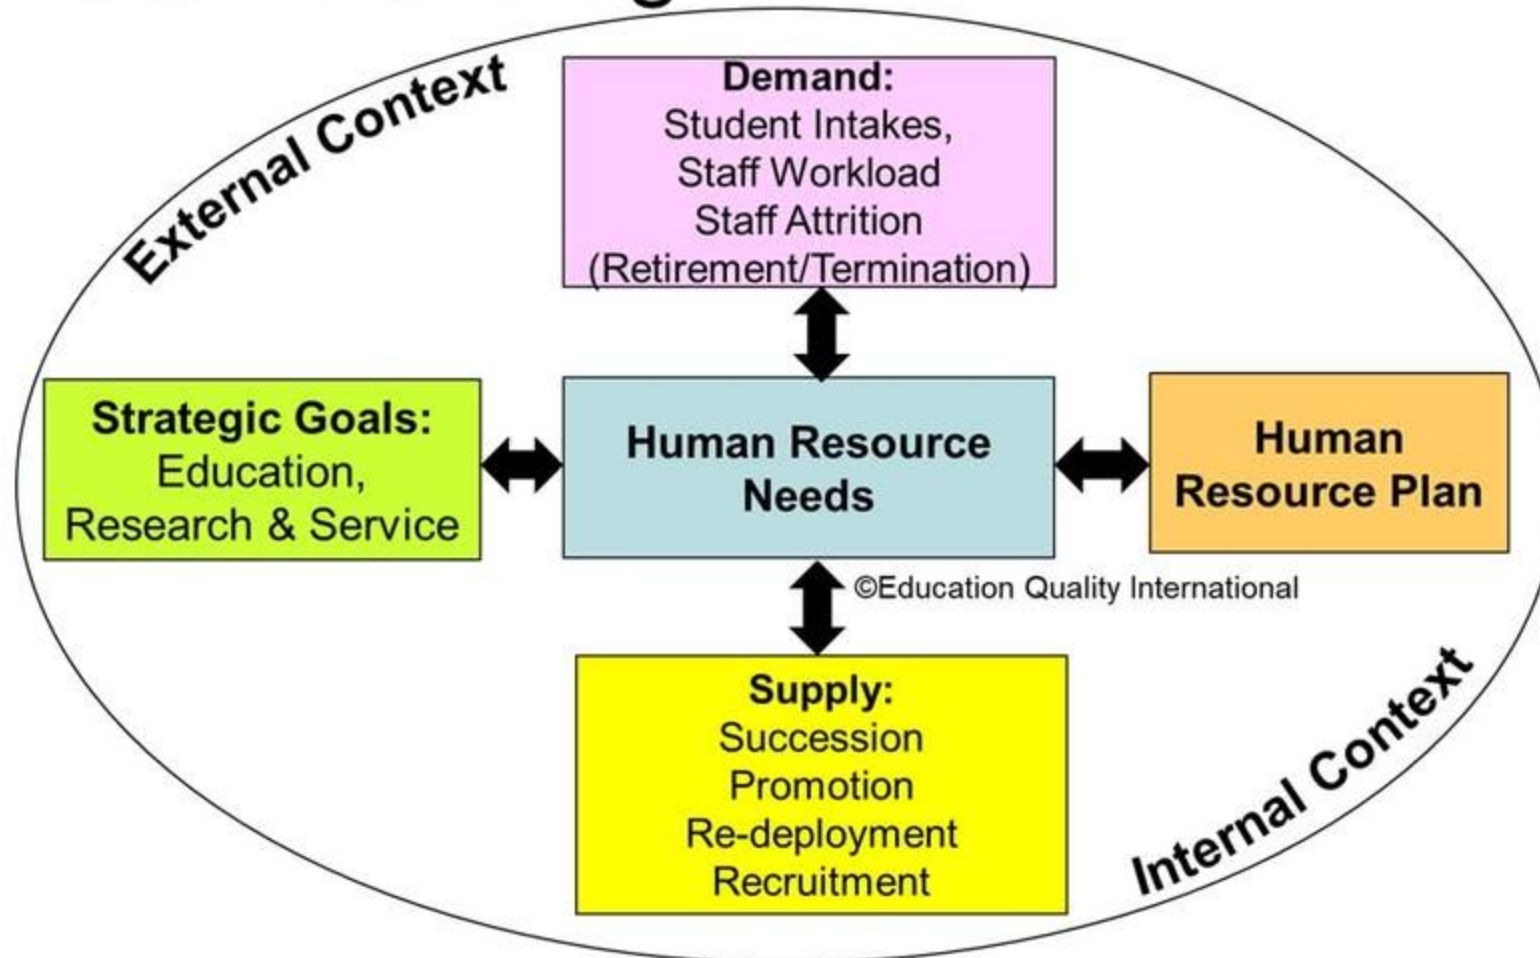 External Context
Demand:
Student Intakes,
Staff Workload
Staff Attrition
(Retirement/Termination)
Strategic Goals:
Education,
Research & Service
Human Resource
Needs
Human
Resource Plan
©Education Quality International
Supply:
Succession
Promotion
Re-deployment
Recruitment
Internal Context